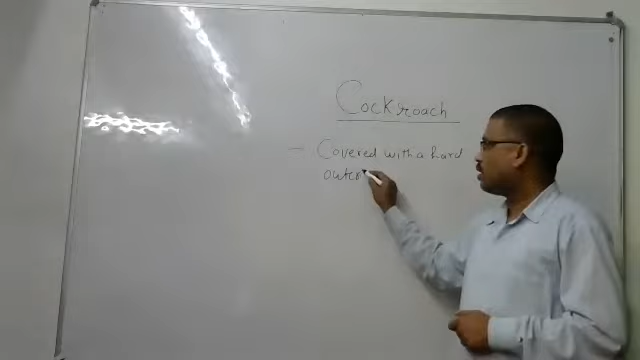 Cockroach
— Covered with a hard
outer